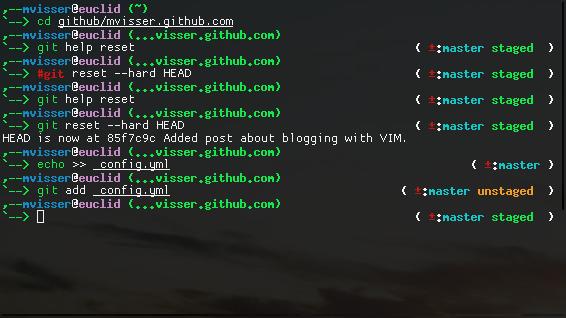 ,--mvisser@euclid (~)
`--> cd github/mvisser.github.com
,--mvisser@euclid (...visser.github.com)
`--> git help reset ( ±:master staged )
,--mvisser@euclid (...visser.github.com)
`--> #git reset --hard HEAD ( ±:master staged )
,--mvisser@euclid (...visser.github.com)
`--> git help reset ( ±:master staged )
,--mvisser@euclid (...visser.github.com)
`--> git reset --hard HEAD ( ±:master staged )
HEAD is now at 85f7c9c Added post about blogging with VIM.
,--mvisser@euclid (...visser.github.com)
`--> echo >> _config.yml ( ±:master )
,--mvisser@euclid (...visser.github.com)
`--> git add _config.yml ( ±:master unstaged )
,--mvisser@euclid (...visser.github.com)
`--> ( ±:master staged )